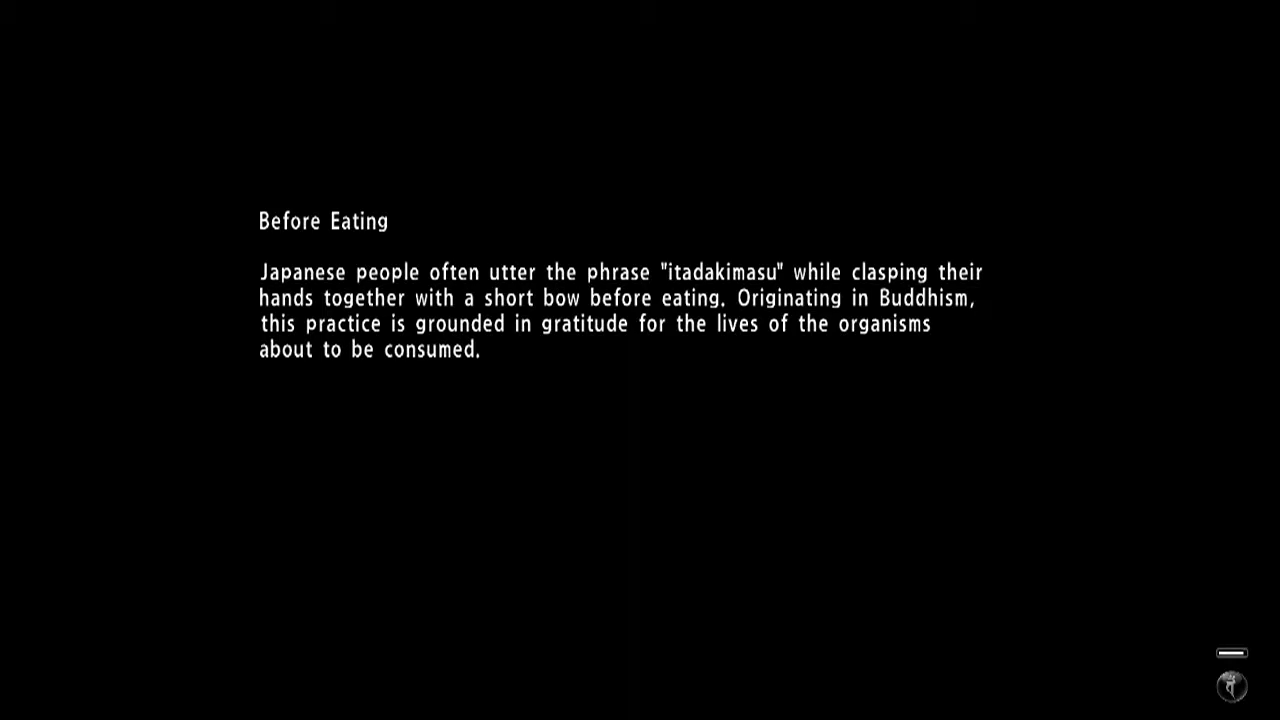 Before Eating
Japanese people often utter the phrase "itadakimasu" while clasping their
hands together with a short bow before eating. Originating in Buddhism,
this practice is grounded in gratitude for the lives of the organisms
about to be consumed.